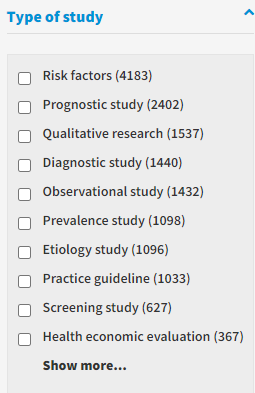 Type of study
Risk factors (4183)
Prognostic study (2402)
Qualitative research (1537)
Diagnostic study (1440)
Observational study (1432)
Prevalence study (1098)
Etiology study (1096)
Practice guideline (1033)
Screening study (627)
Health economic evaluation (367)
Show more...